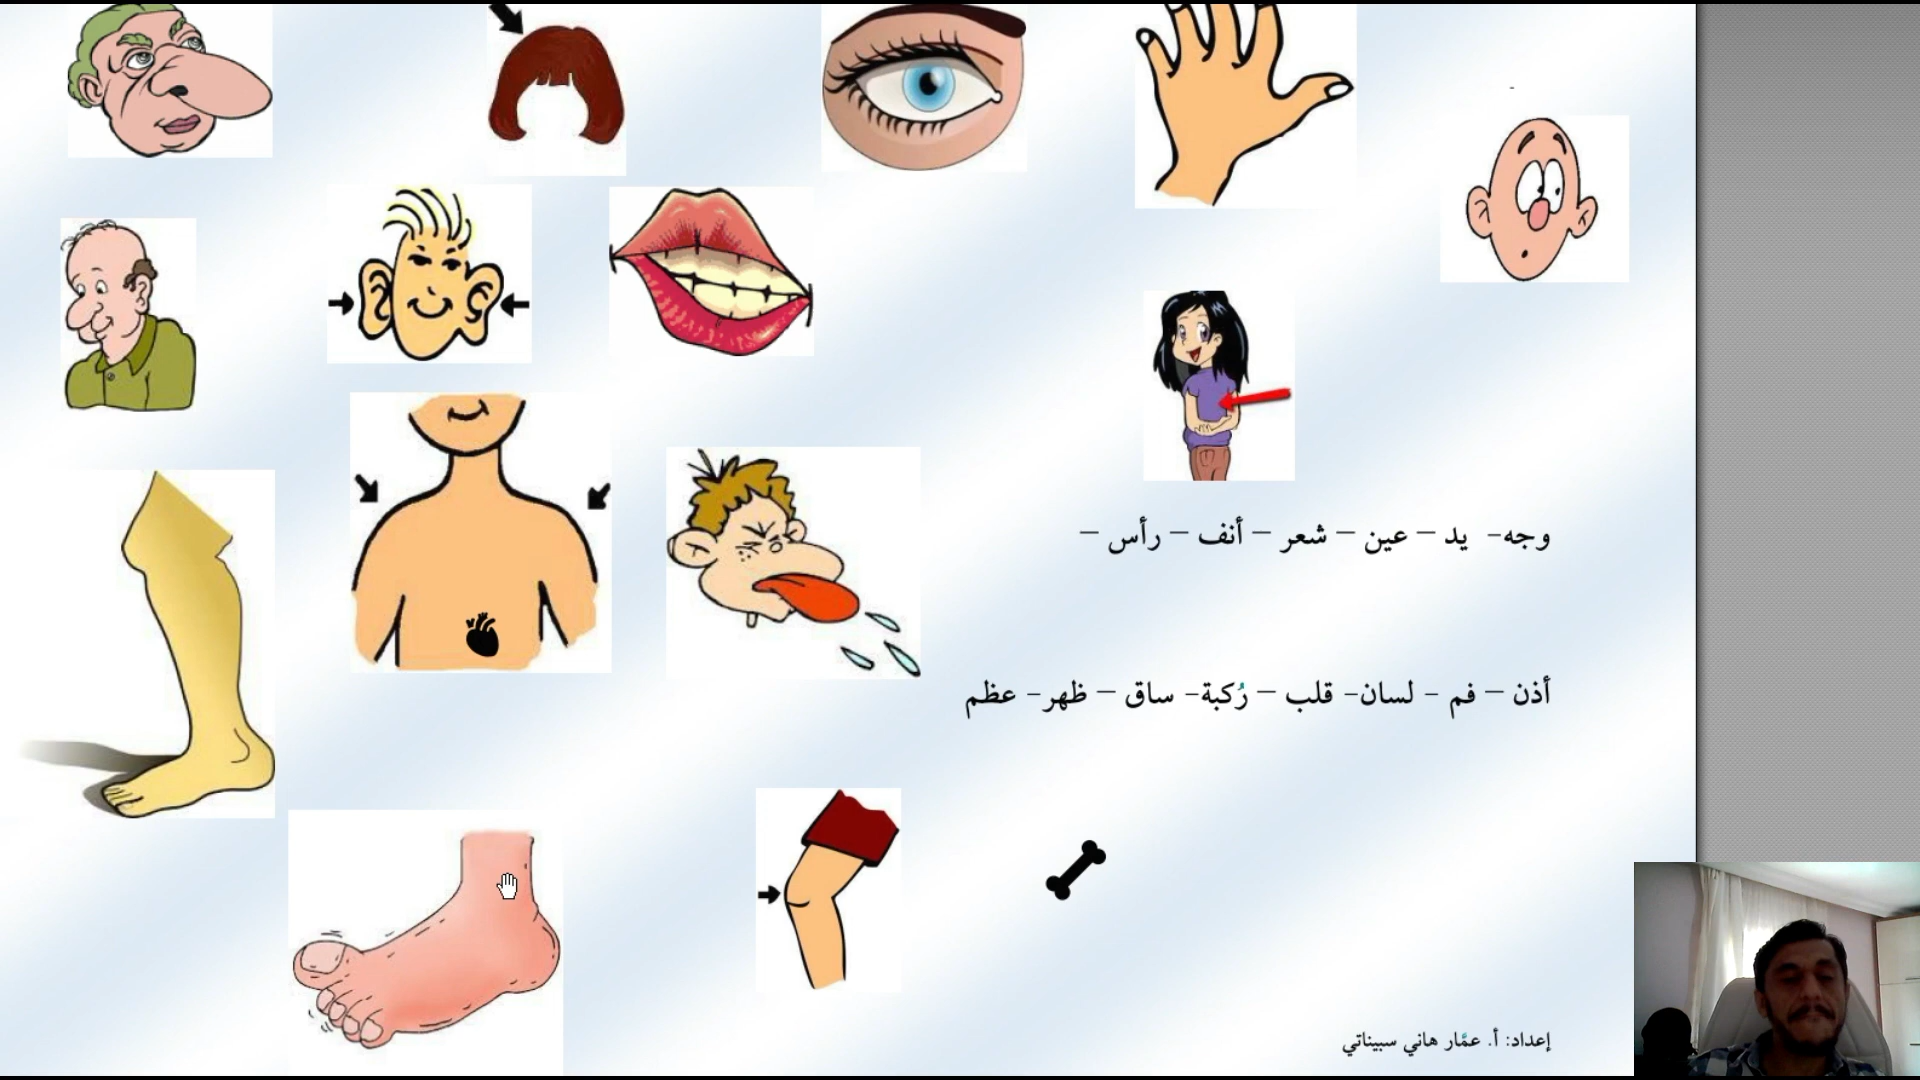 وجه- يد – عين – شعر – أنف – رأس –
أذن – فم - لسان- قلب – رُكبة- ساق – ظهر- عظم
إعداد: أ. عمَّار هاني سبيناتي